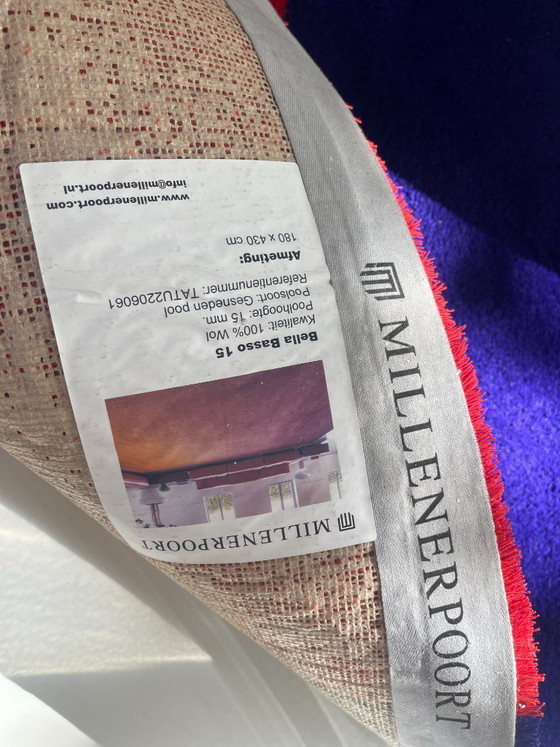 MILLENERPOORT
Bella Basso 15
Kwaliteit: 100% Wol
Poolhoogte: 15 mm.
Poolsoort: Gesneden pool
Referentienummer: TATU2206061
Afmeting:
180 x 430 cm
www.millenerpoort.com
info@millenerpoort.nl
MILLENERPOORT